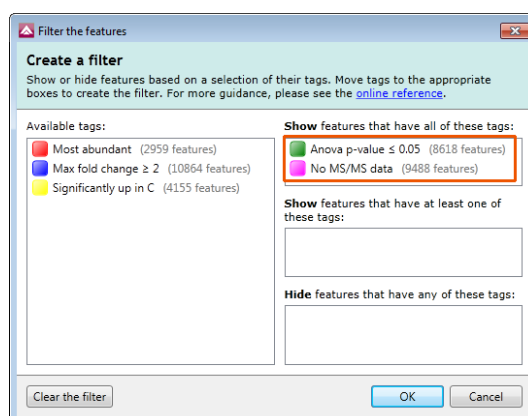 Filter the features
Create a filter
Show or hide features based on a selection of their tags. Move tags to the appropriate
boxes to create the filter. For more guidance, please see the online reference.
Available tags:
Most abundant (2959 features)
Max fold change ≥ 2 (10864 features)
Significantly up in C (4155 features)
Show features that have all of these tags:
Anova p-value ≤ 0.05 (8618 features)
No MS/MS data (9488 features)
Show features that have at least one of
these tags:
Hide features that have any of these tags:
Clear the filter
OK
Cancel